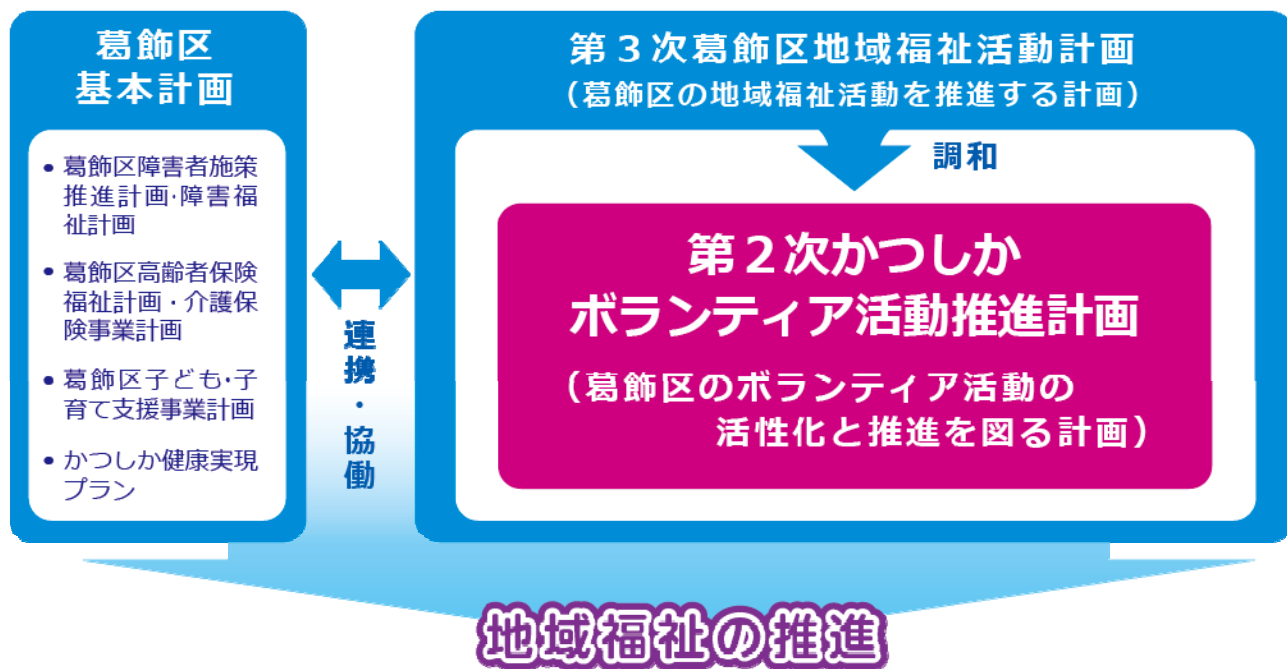 葛飾区
基本計画
• 葛飾区障害者施策
推進計画･障害福
祉計画
• 葛飾区高齢者保険
福祉計画・介護保
険事業計画
• 葛飾区子ども･子
育て支援事業計画
• かつしか健康実現
プラン
連携・協働
第３次葛飾区地域福祉活動計画
（葛飾区の地域福祉活動を推進する計画）
調和
第２次かつしか
ボランティア活動推進計画
（葛飾区のボランティア活動の
活性化と推進を図る計画）
地域福祉の推進